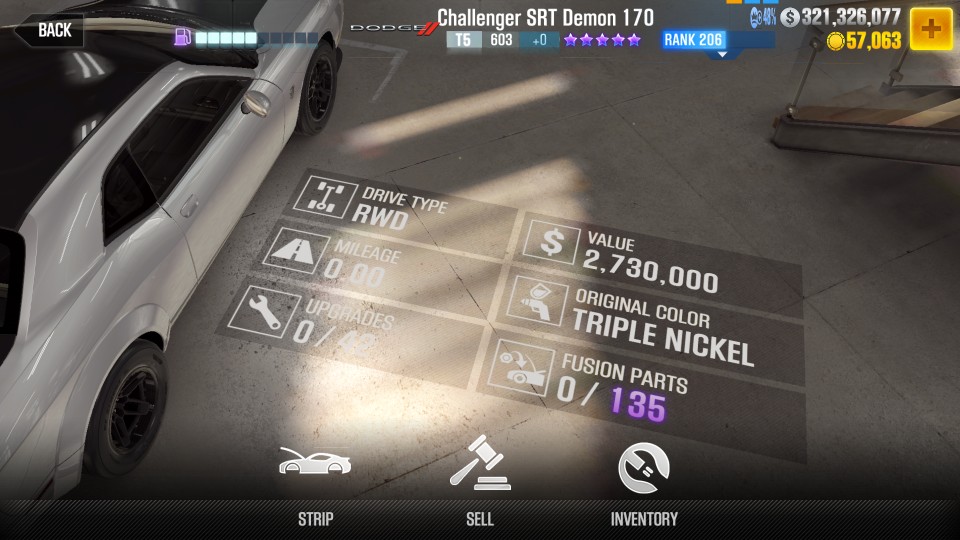 BACK
DODGE
Challenger SRT Demon 170
48%
321,326,077
T5 603 +0
RANK 206
57,063
DRIVE TYPE
RWD
MILEAGE
0.00
UPGRADES
0 / 42
VALUE
2,730,000
ORIGINAL COLOR
TRIPLE NICKEL
FUSION PARTS
0 / 135
STRIP
SELL
INVENTORY